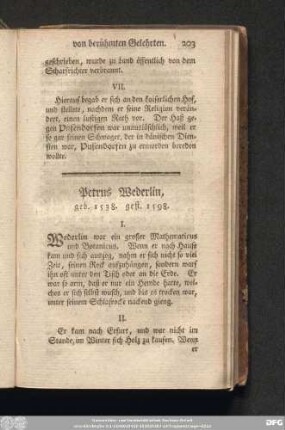 von berühmten Gelehrten. 203
geschrieben, wurde zu Lund öffentlich von dem
Scharfrichter verbrannt.
VII.
Hierauf begab er sich an den kaiserlichen Hof,
und stellete, nachdem er seine Religion verän-
dert, einen lustigen Rath vor. Der Haß ge-
gen Pufendorfen war unauslöschlich, weil er
so gar seinen Schwager, der in dänischen Dien-
sten war, Pufendorfen zu ermorden bereden
wollte.
Petrus Wederlin,
geb. 1538. gest. 1598.
I.
Wederlin war ein großer Mathematicus
und Botanicus. Wenn er nach Hause
kam und sich auszog, nahm er sich nicht so viel
Zeit, seinen Rock aufzuhängen, sondern warf
ihn oft unter den Tisch oder an die Erde. Er
war so arm, daß er nur ein Hemde hatte, wel-
ches er sich selbst wusch, und bis es trocken war,
unter seinem Schlafrocke nackend gieng.
II.
Er kam nach Erfurt, und war nicht im
Stande, im Winter sich Holz zu kaufen. Wenn
er
DFG